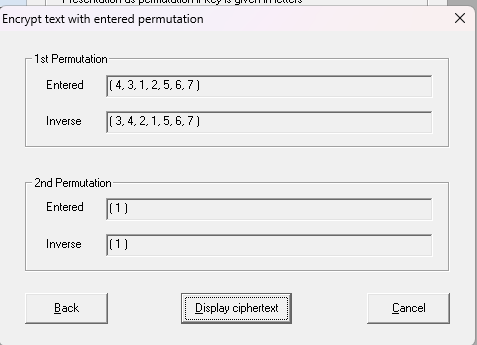 Presentation as permutation if Key is given in letters
Encrypt text with entered permutation
1st Permutation
Entered
( 4, 3, 1, 2, 5, 6, 7 )
Inverse
( 3, 4, 2, 1, 5, 6, 7 )
2nd Permutation
Entered
( 1 )
Inverse
( 1 )
Back
Display ciphertext
Cancel